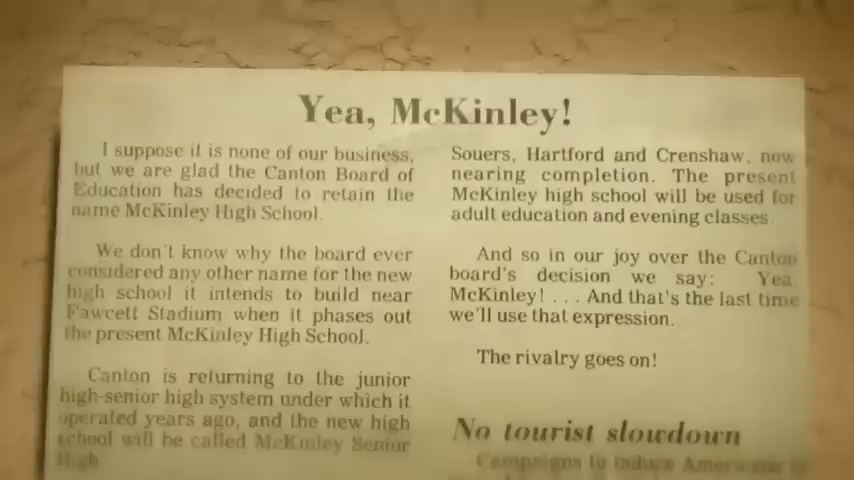 Yea, McKinley!
I suppose it is none of our business,
but we are glad the Canton Board of
Education has decided to retain the
name McKinley High School.
We don't know why the board ever
considered any other name for the new
high school it intends to build near
Fawcett Stadium when it phases out
the present McKinley High School.
Canton is returning to the junior
high-senior high system under which it
operated years ago, and the new high
school will be called McKinley Senior
High
Souers, Hartford and Crenshaw, now
nearing completion. The present
McKinley high school will be used for
adult education and evening classes
And so in our joy over the Canton
board's decision we say: Yea,
McKinley! . . . And that's the last time
we'll use that expression.
The rivalry goes on!
No tourist slowdown
Campaigns to induce Americans